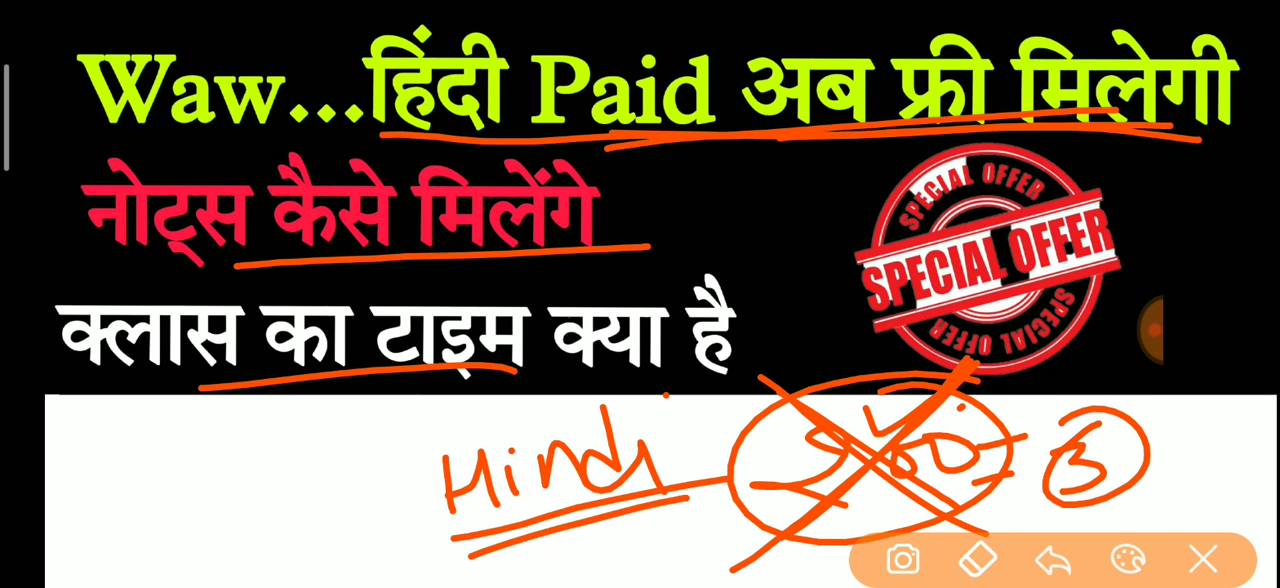 Waw...हिंदी Paid अब फ्री मिलेगी
नोट्स कैसे मिलेंगे
SPECIAL OFFER
SPECIAL OFFER
SPECIAL OFFER
क्लास का टाइम क्या है
Hindi